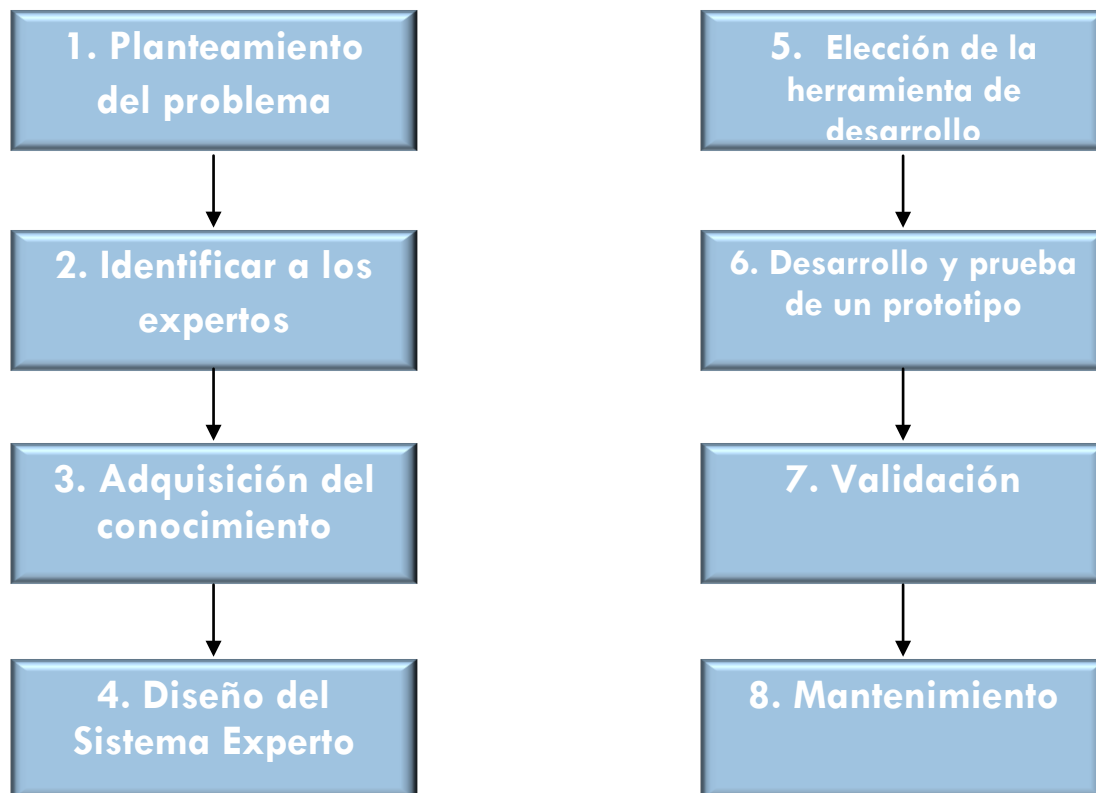 1. Planteamiento
del problema
2. Identificar a los
expertos
3. Adquisición del
conocimiento
4. Diseño del
Sistema Experto
5. Elección de la
herramienta de
desarrollo
6. Desarrollo y prueba
de un prototipo
7. Validación
8. Mantenimiento